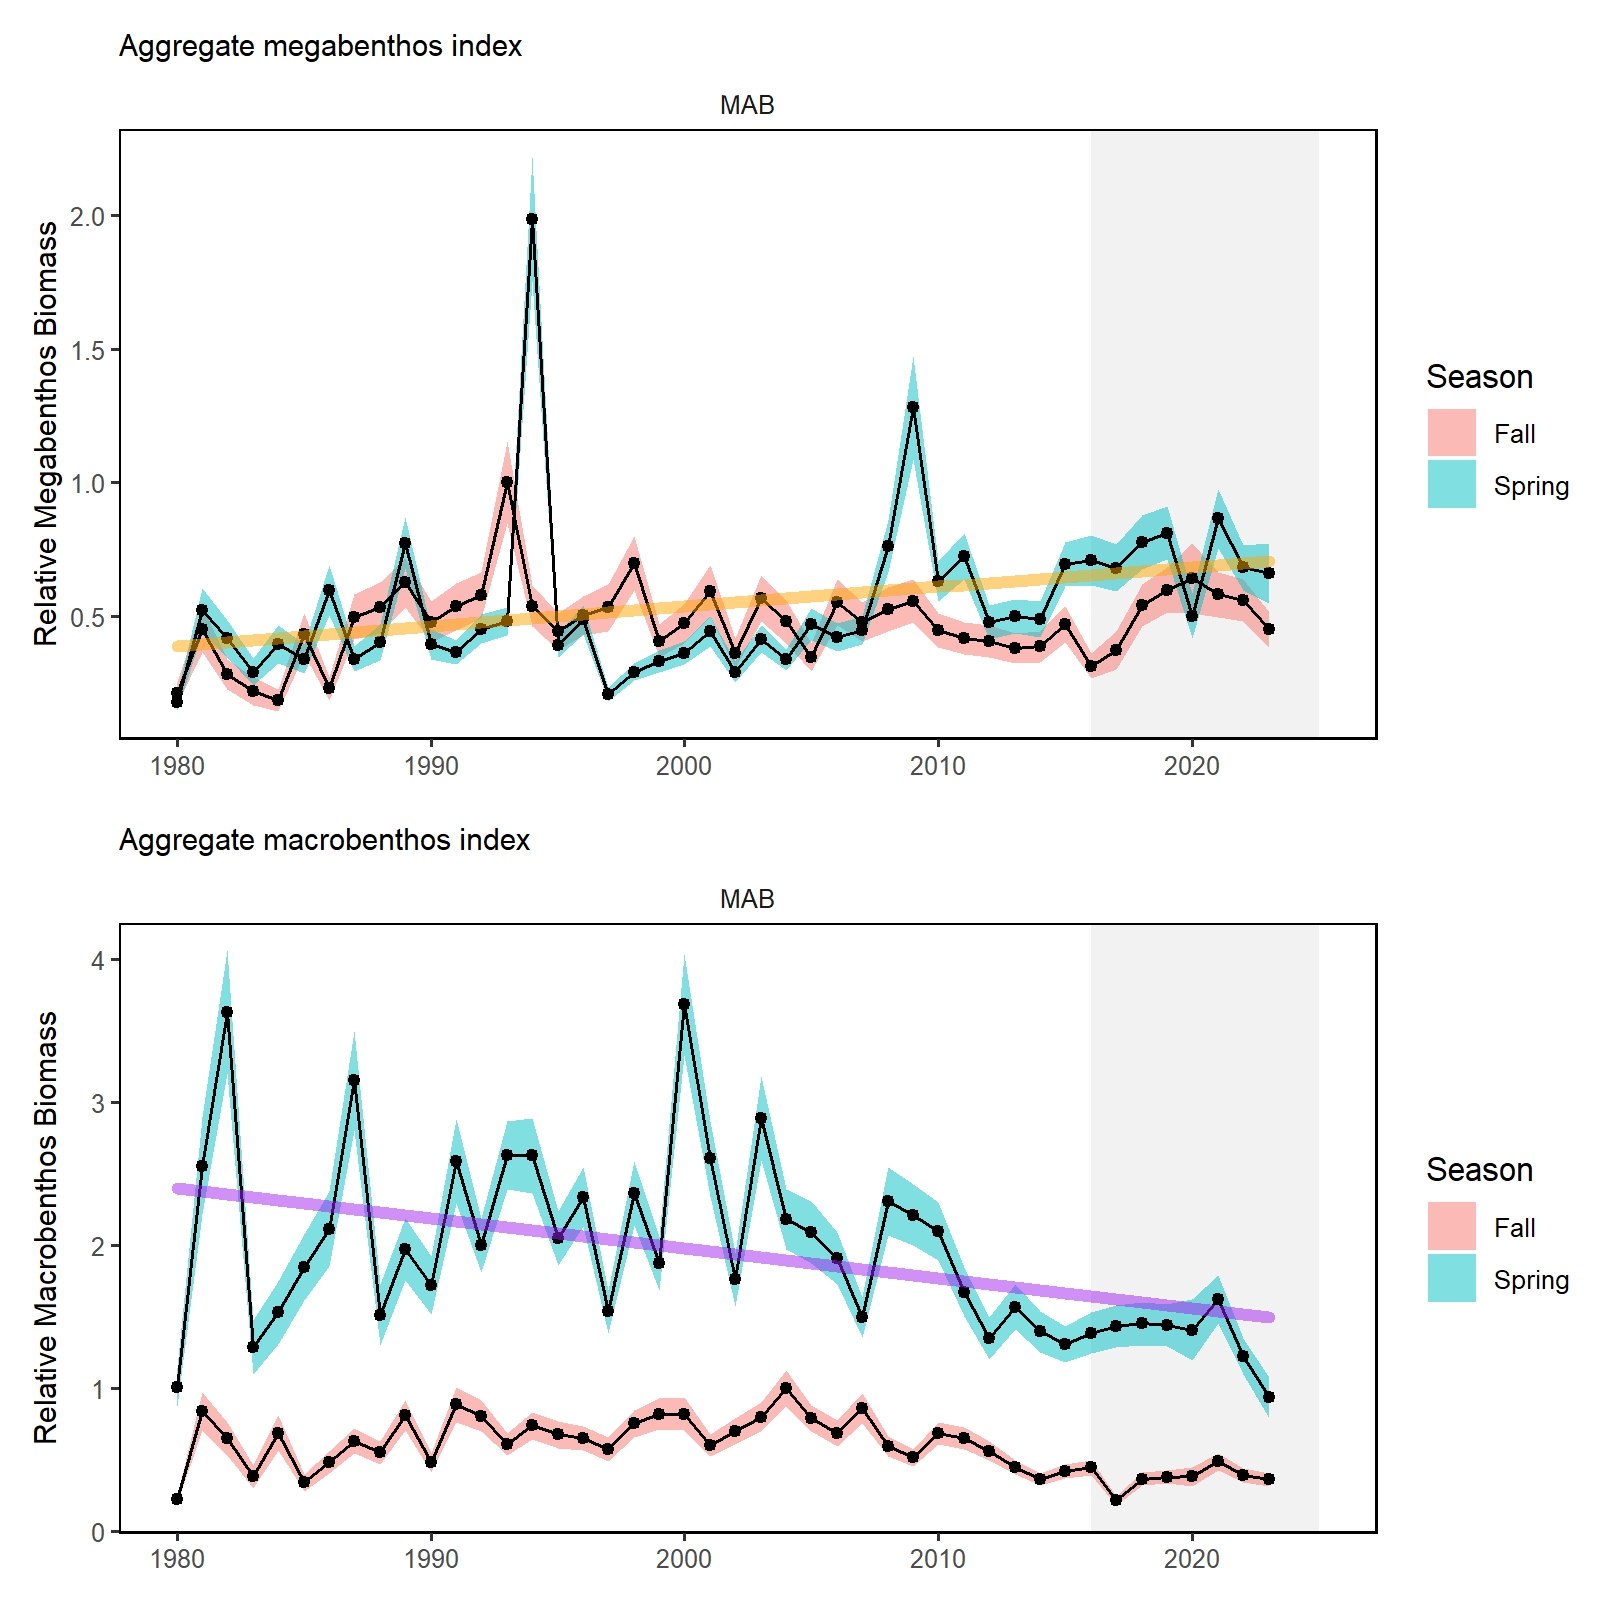 Aggregate megabenthos index
MAB
Relative Megabenthos Biomass
2.0
1.5
1.0
0.5
1980 1990 2000 2010 2020
Season
Fall
Spring
Aggregate macrobenthos index
MAB
Relative Macrobenthos Biomass
4
3
2
1
0
1980 1990 2000 2010 2020
Season
Fall
Spring